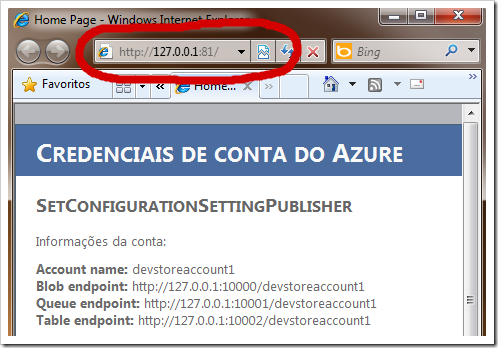 Home Page - Windows Internet Explorer
http://127.0.0.1:81/
Bing
Favoritos
Home...
CREDENCIAIS DE CONTA DO AZURE
SETCONFIGURATIONSETTINGPUBLISHER
Informações da conta:
Account name: devstoreaccount1
Blob endpoint: http://127.0.0.1:10000/devstoreaccount1
Queue endpoint: http://127.0.0.1:10001/devstoreaccount1
Table endpoint: http://127.0.0.1:10002/devstoreaccount1